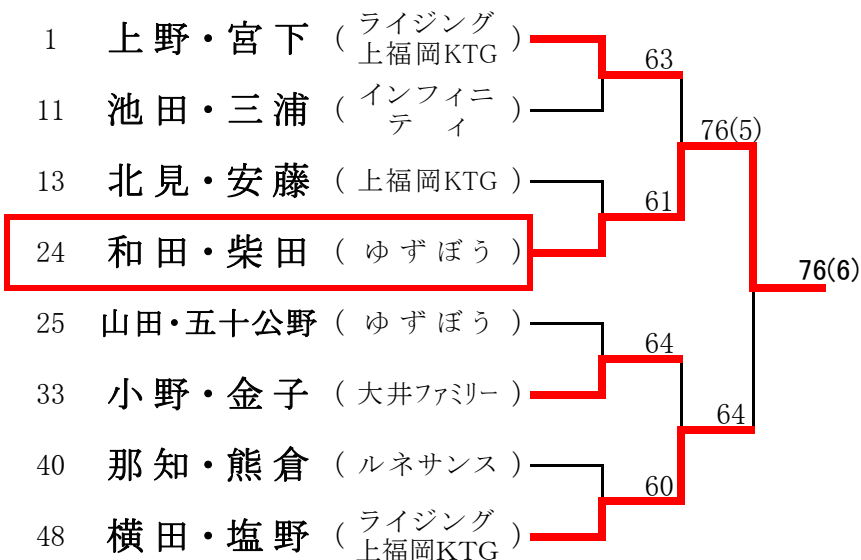 1 上野・宮下 (ライジング上福岡KTG)
63
11 池田・三浦 (インフィニティ)
76(5)
13 北見・安藤 (上福岡KTG)
61
24 和田・柴田 (ゆずぼう)
76(6)
25 山田・五十公野 (ゆずぼう)
64
33 小野・金子 (大井ファミリー)
64
40 那知・熊倉 (ルネサンス)
60
48 横田・塩野 (ライジング上福岡KTG)